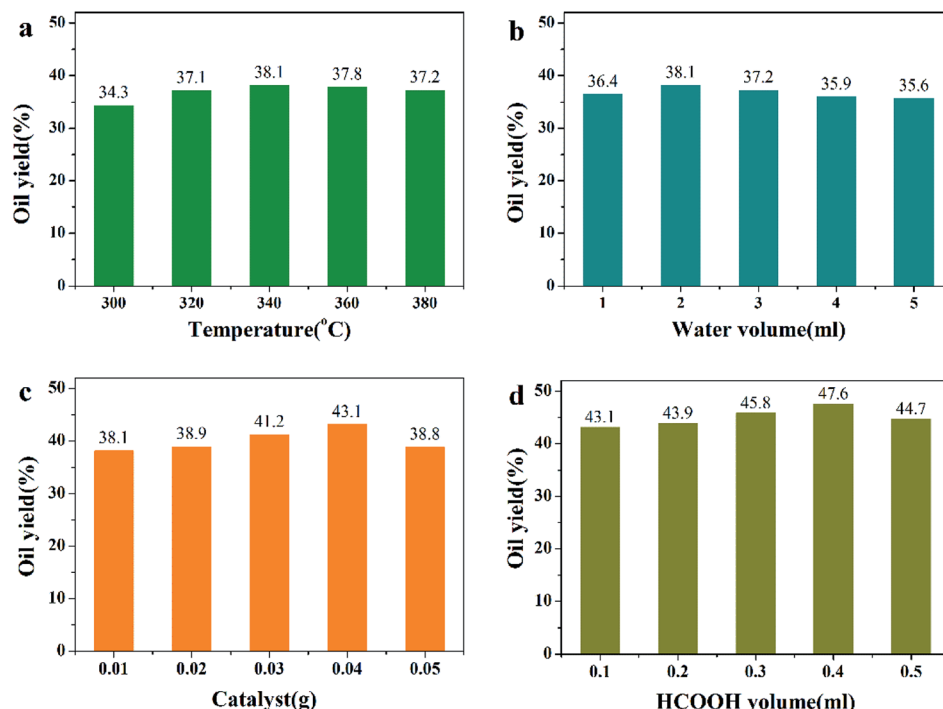 a
Oil yield(%)
50
40
30
20
10
0
34.3
37.1
38.1
37.8
37.2
300 320 340 360 380
Temperature(°C)
b
Oil yield(%)
50
40
30
20
10
0
36.4
38.1
37.2
35.9
35.6
1 2 3 4 5
Water volume(ml)
c
Oil yield(%)
50
40
30
20
10
0
38.1
38.9
41.2
43.1
38.8
0.01 0.02 0.03 0.04 0.05
Catalyst(g)
d
Oil yield(%)
50
40
30
20
10
0
43.1
43.9
45.8
47.6
44.7
0.1 0.2 0.3 0.4 0.5
HCOOH volume(ml)